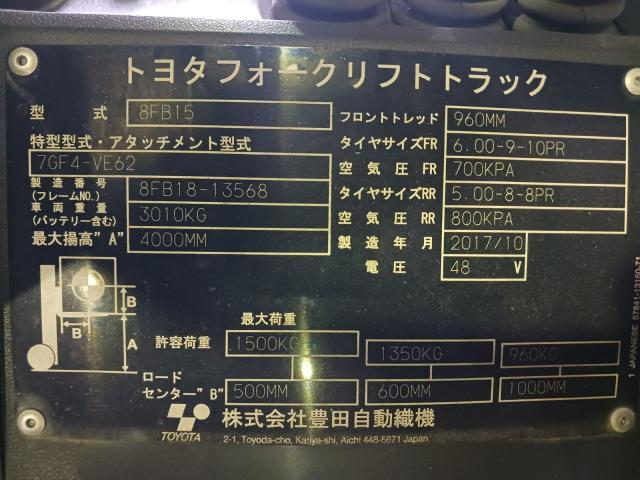 トヨタフォークリフトトラック
型式 8FB15
特型型式・アタッチメント型式
7GF4-VE62
製造番号
(フレームNO.) 8FB18-13568
車両重量
(バッテリー含む) 3010KG
最大揚高"A" 4000MM
フロントトレッド 960MM
タイヤサイズFR 6.00-9-10PR
空気圧 FR 700KPA
タイヤサイズRR 5.00-8-8PR
空気圧 RR 800KPA
製造年月 2017/10
電圧 48 V
B
B
A
最大荷重
許容荷重 1500KG 1350KG 960KG
ロード
センター"B" 500MM 600MM 1000MM
TOYOTA
株式会社豊田自動織機
2-1, Toyoda-cho, Kariya-shi, Aichi 448-8671 Japan
1 JAPANESE